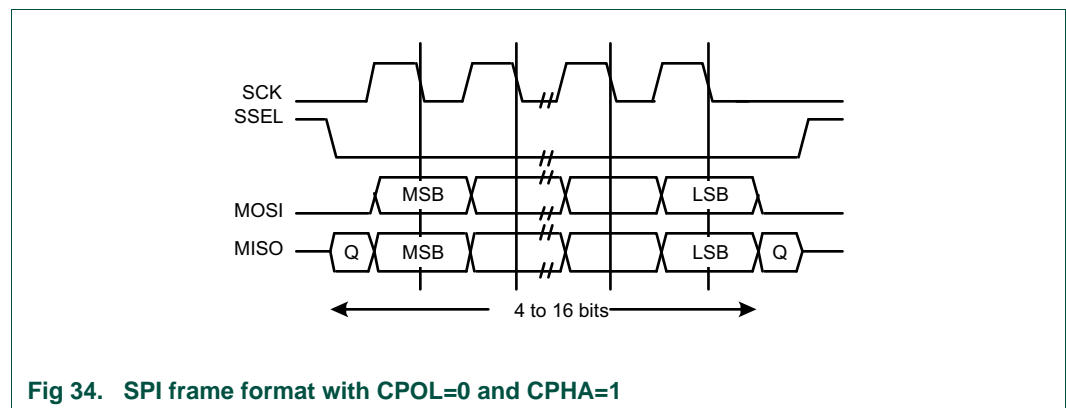 SCK
SSEL
MOSI MSB LSB
MISO Q MSB LSB Q
4 to 16 bits
Fig 34. SPI frame format with CPOL=0 and CPHA=1